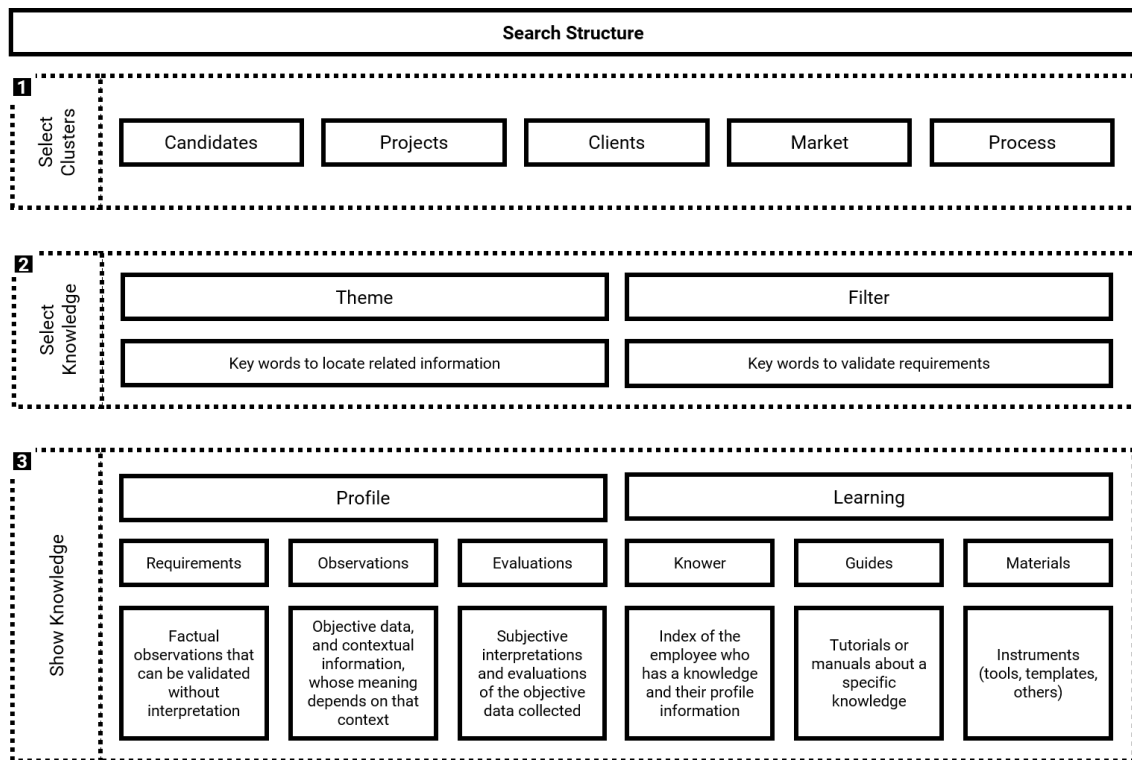 Search Structure
1
Select
Clusters
Candidates
Projects
Clients
Market
Process
2
Select
Knowledge
Theme
Filter
Key words to locate related information
Key words to validate requirements
3
Show Knowledge
Profile
Learning
Requirements
Observations
Evaluations
Knower
Guides
Materials
Factual
observations that
can be validated
without
interpretation
Objective data,
and contextual
information,
whose meaning
depends on that
context
Subjective
interpretations
and evaluations
of the objective
data collected
Index of the
employee who
has a knowledge
and their profile
information
Tutorials or
manuals about a
specific
knowledge
Instruments
(tools, templates,
others)